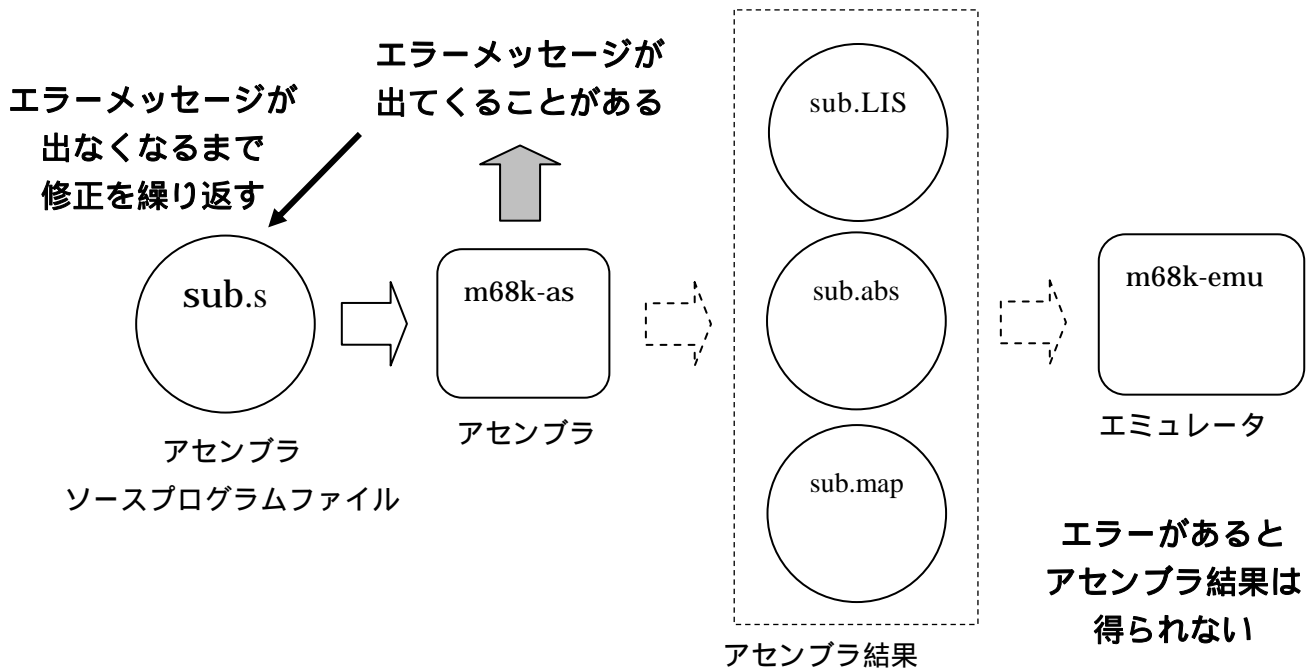 エラーメッセージが
出なくなるまで
修正を繰り返す
エラーメッセージが
出てくることがある
sub.s
アセンブラ
ソースプログラムファイル
m68k-as
アセンブラ
sub.LIS
sub.abs
sub.map
アセンブラ結果
m68k-emu
エミュレータ
エラーがあると
アセンブラ結果は
得られない